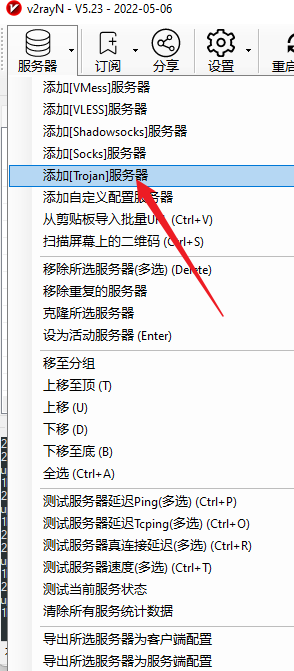 v2rayN - V5.23 - 2022-05-06
服务器
订阅
分享
设置
重启
添加[VMess]服务器
添加[VLESS]服务器
添加[Shadowsocks]服务器
添加[Socks]服务器
添加[Trojan]服务器
添加自定义配置服务器
从剪贴板导入批量URL (Ctrl+V)
扫描屏幕上的二维码 (Ctrl+S)
移除所选服务器(多选) (Delete)
移除重复的服务器
克隆所选服务器
设为活动服务器 (Enter)
移至分组
上移至顶 (T)
上移 (U)
下移 (D)
下移至底 (B)
全选 (Ctrl+A)
测试服务器延迟Ping(多选) (Ctrl+P)
测试服务器延迟Tcping(多选) (Ctrl+O)
测试服务器真连接延迟(多选) (Ctrl+R)
测试服务器速度(多选) (Ctrl+T)
测试当前服务状态
清除所有服务统计数据
导出所选服务器为客户端配置
导出所选服务器为服务端配置